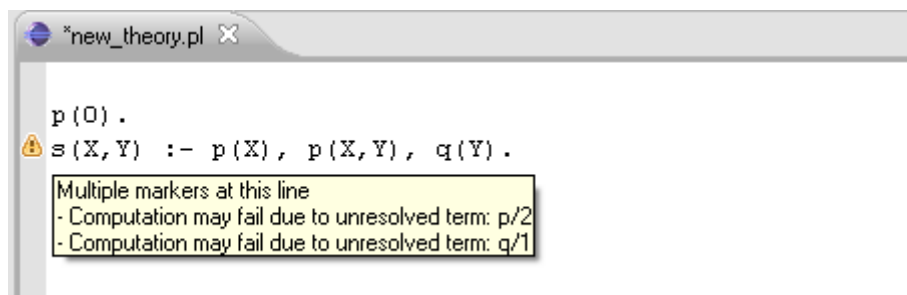 *new_theory.pl
p(0).
s(X,Y) :- p(X), p(X,Y), q(Y).
Multiple markers at this line
- Computation may fail due to unresolved term: p/2
- Computation may fail due to unresolved term: q/1